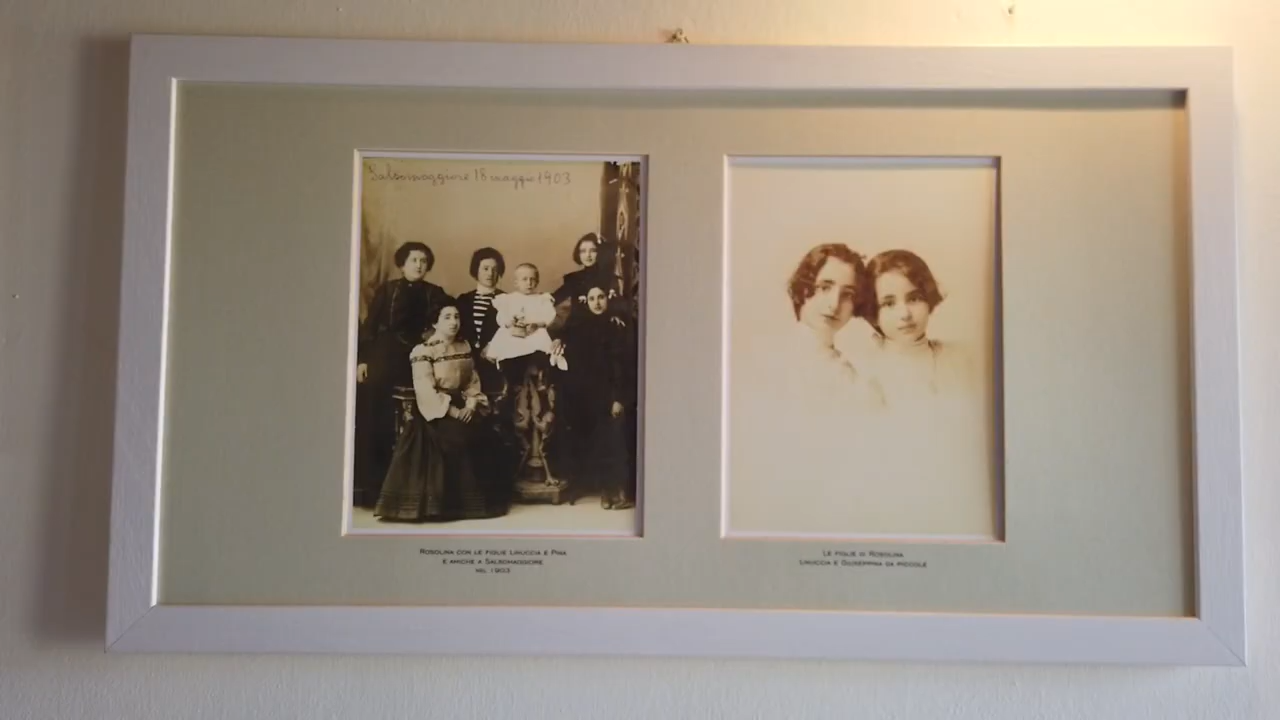 Salsomaggiore 18 maggio 1903
Rosolina con le figlie Linuccia e Pina
e amiche a Salsomaggiore
nel 1903
Le figlie di Rosolina
Linuccia e Giuseppina da piccole